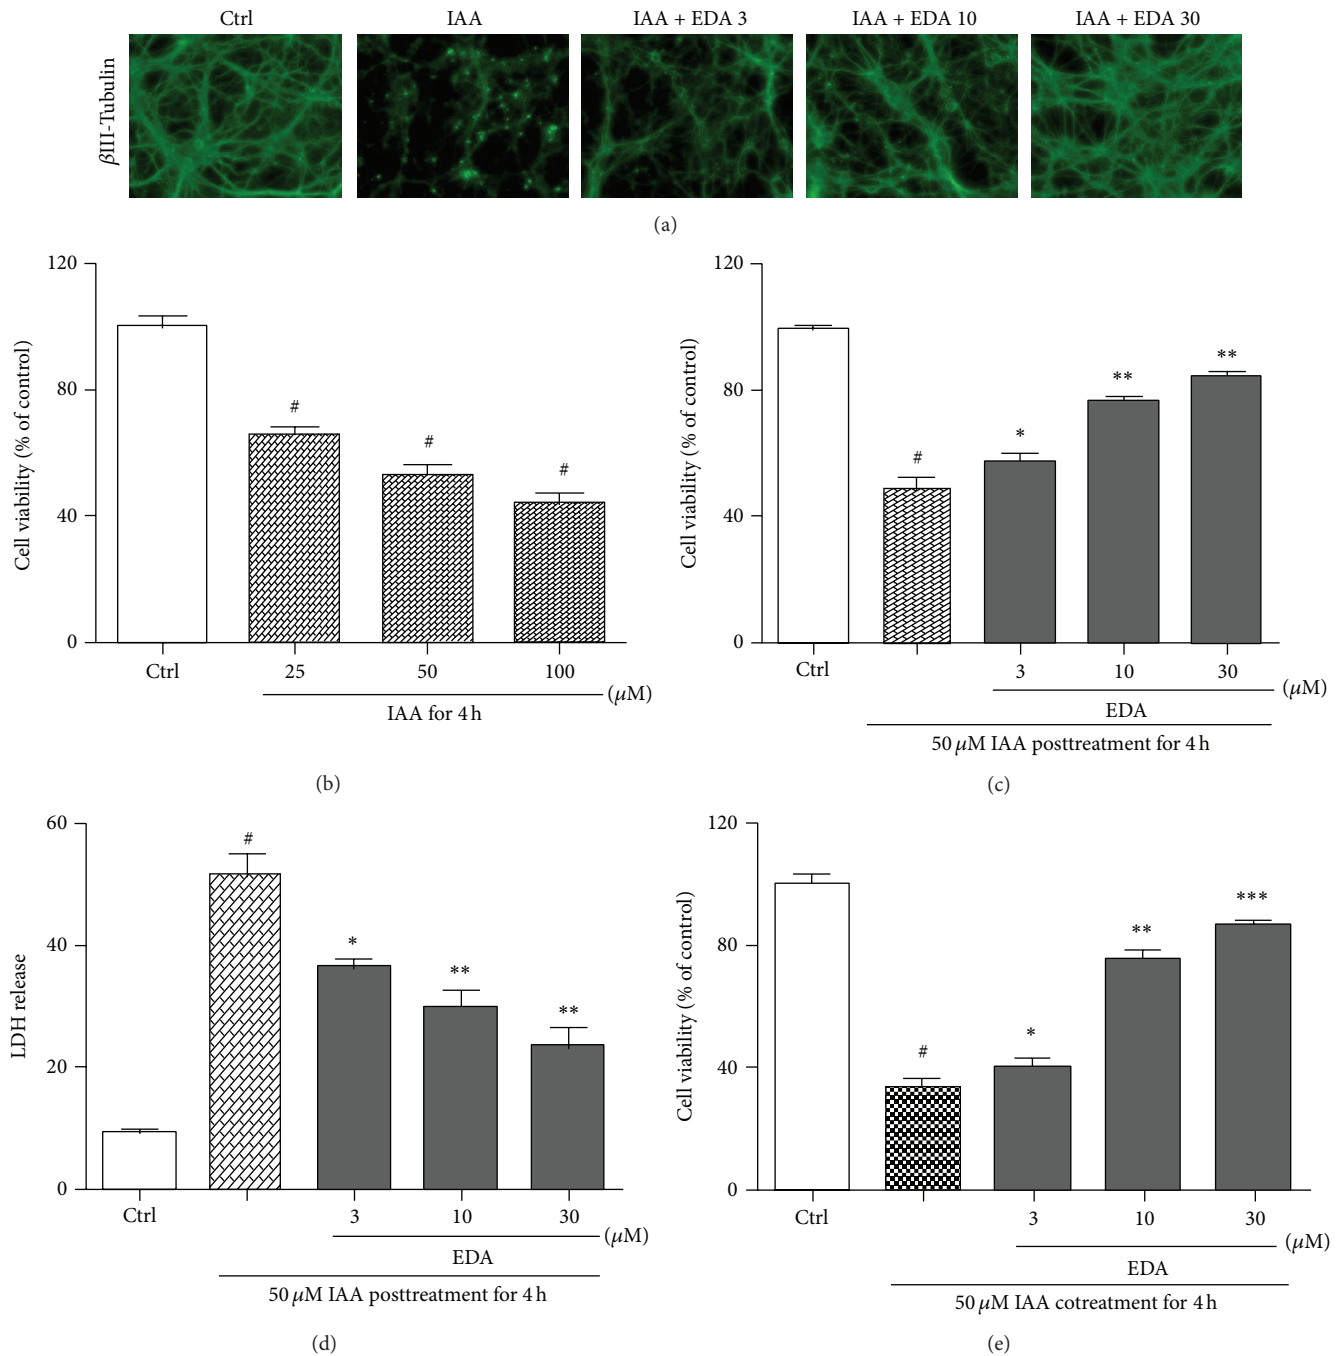 Ctrl IAA IAA + EDA 3 IAA + EDA 10 IAA + EDA 30
βIII-Tubulin
(a)
120
80
40
0
Cell viability (% of control)
# # #
Ctrl 25 50 100
(μM)
IAA for 4 h
(b)
120
80
40
0
Cell viability (% of control)
# * ** **
Ctrl 3 10 30
(μM)
EDA
50 μM IAA posttreatment for 4 h
(c)
60
40
20
0
LDH release
# * ** **
Ctrl 3 10 30
(μM)
EDA
50 μM IAA posttreatment for 4 h
(d)
120
80
40
0
Cell viability (% of control)
# * ** ***
Ctrl 3 10 30
(μM)
EDA
50 μM IAA cotreatment for 4 h
(e)